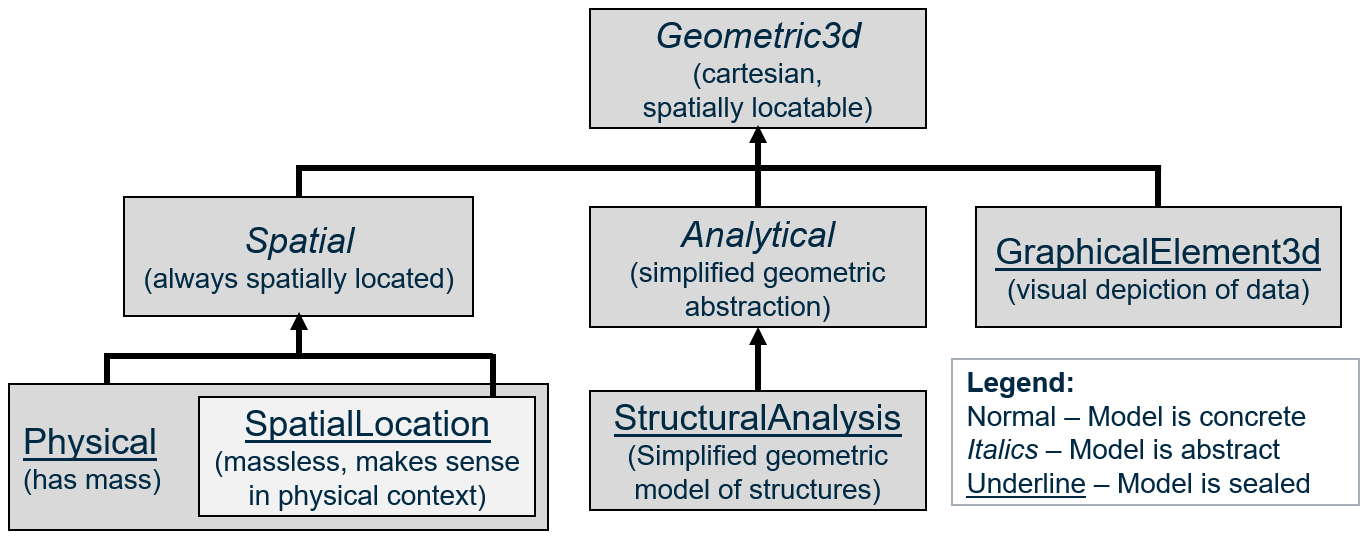 Geometric3d
(cartesian,
spatially locatable)
Spatial
(always spatially located)
Analytical
(simplified geometric
abstraction)
GraphicalElement3d
(visual depiction of data)
Physical
(has mass)
SpatialLocation
(massless, makes sense
in physical context)
StructuralAnalysis
(Simplified geometric
model of structures)
Legend:
Normal – Model is concrete
Italics – Model is abstract
Underline – Model is sealed